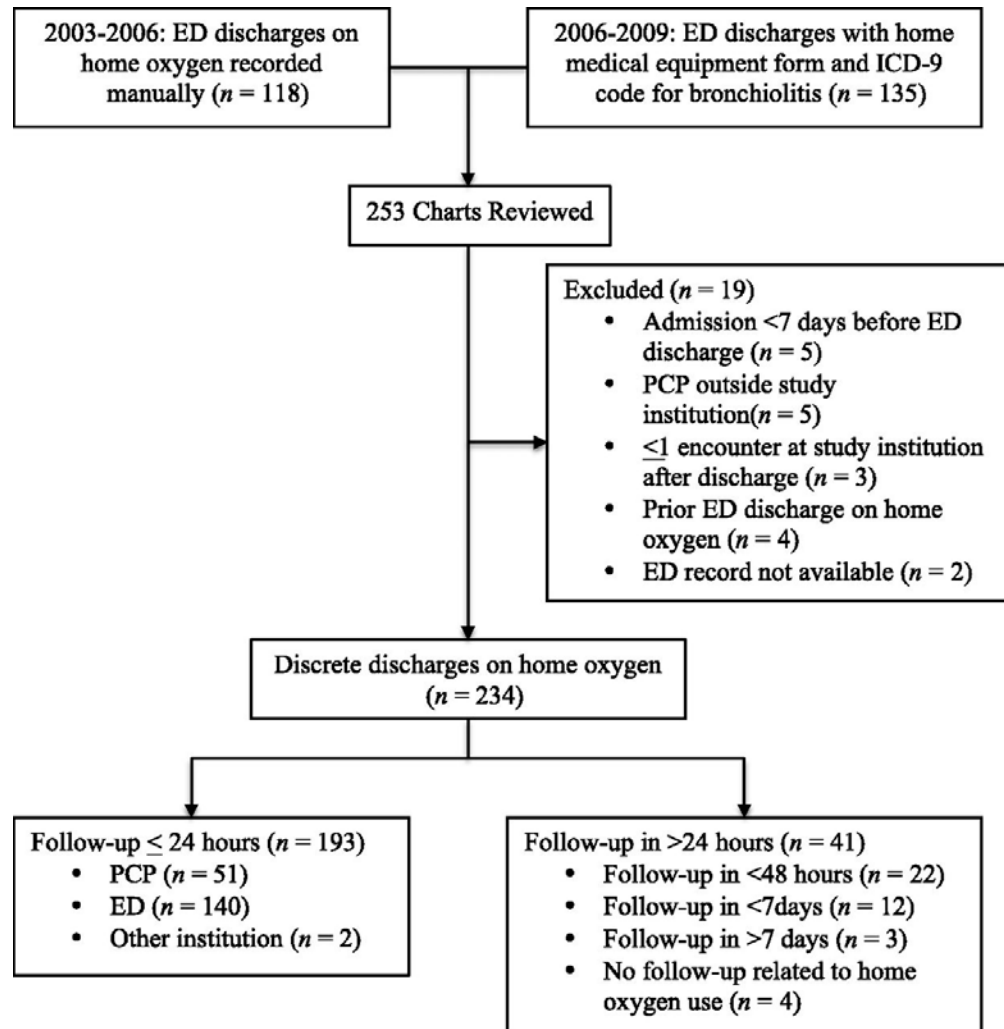 2003-2006: ED discharges on
home oxygen recorded
manually (n = 118)
2006-2009: ED discharges with home
medical equipment form and ICD-9
code for bronchiolitis (n = 135)
253 Charts Reviewed
Excluded (n = 19)
• Admission <7 days before ED
discharge (n = 5)
• PCP outside study
institution(n = 5)
• ≤1 encounter at study institution
after discharge (n = 3)
• Prior ED discharge on home
oxygen (n = 4)
• ED record not available (n = 2)
Discrete discharges on home oxygen
(n = 234)
Follow-up ≤ 24 hours (n = 193)
• PCP (n = 51)
• ED (n = 140)
• Other institution (n = 2)
Follow-up in >24 hours (n = 41)
• Follow-up in <48 hours (n = 22)
• Follow-up in <7days (n = 12)
• Follow-up in >7 days (n = 3)
• No follow-up related to home
oxygen use (n = 4)